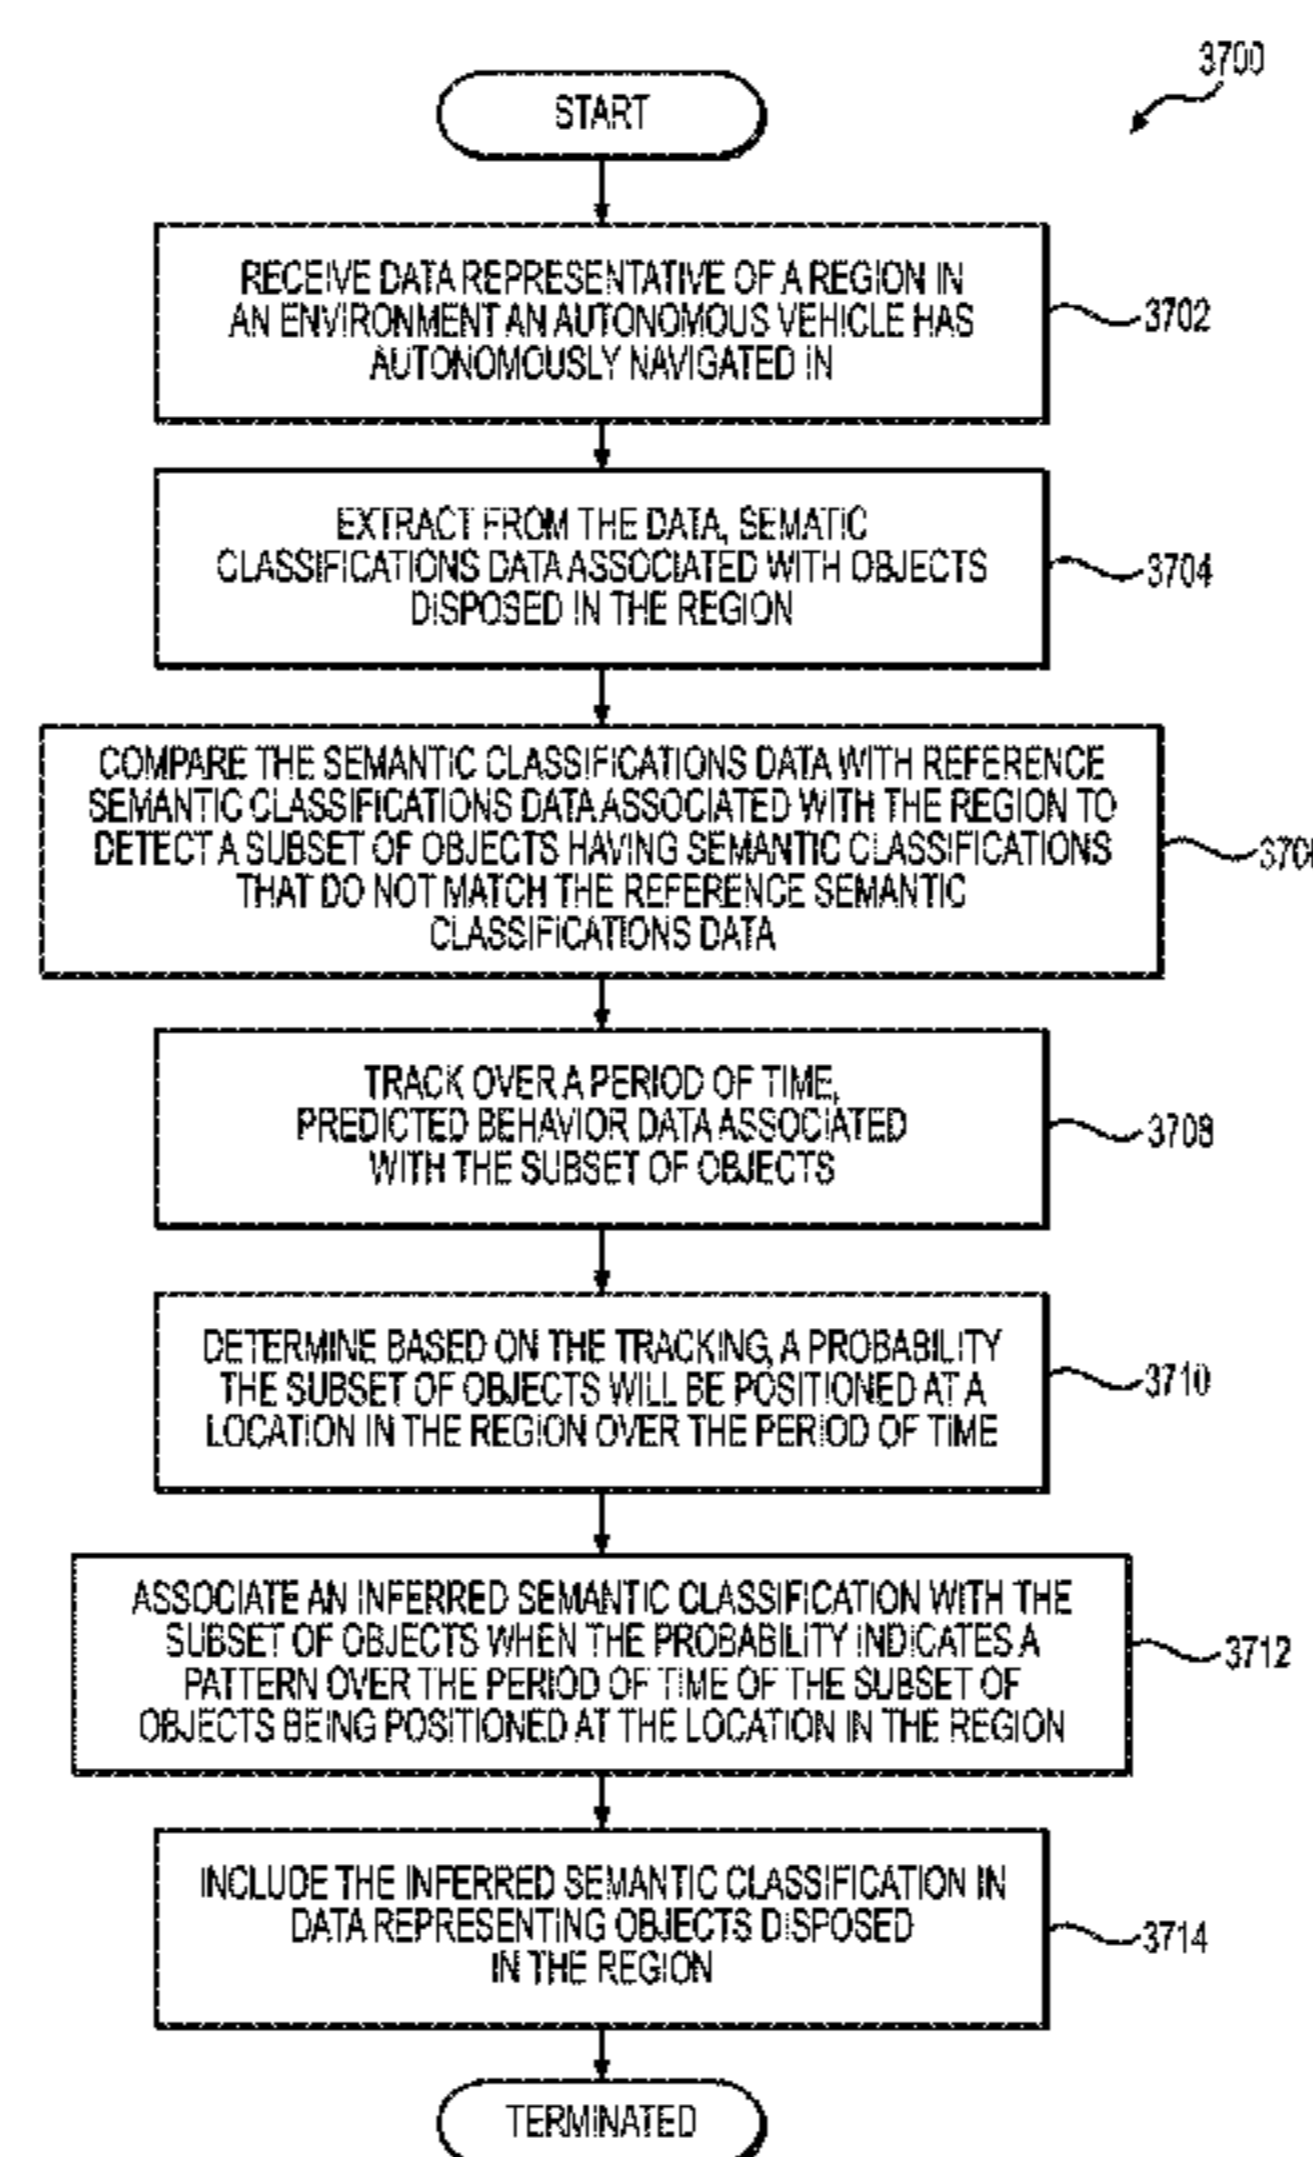 3700
START
RECEIVE DATA REPRESENTATIVE OF A REGION IN
AN ENVIRONMENT AN AUTONOMOUS VEHICLE HAS
AUTONOMOUSLY NAVIGATED IN
3702
EXTRACT FROM THE DATA, SEMATIC
CLASSIFICATIONS DATA ASSOCIATED WITH OBJECTS
DISPOSED IN THE REGION
3704
COMPARE THE SEMANTIC CLASSIFICATIONS DATA WITH REFERENCE
SEMANTIC CLASSIFICATIONS DATA ASSOCIATED WITH THE REGION TO
DETECT A SUBSET OF OBJECTS HAVING SEMANTIC CLASSIFICATIONS
THAT DO NOT MATCH THE REFERENCE SEMANTIC
CLASSIFICATIONS DATA
TRACK OVER A PERIOD OF TIME,
PREDICTED BEHAVIOR DATA ASSOCIATED
WITH THE SUBSET OF OBJECTS
3708
DETERMINE BASED ON THE TRACKING, A PROBABILITY
THE SUBSET OF OBJECTS WILL BE POSITIONED AT A
LOCATION IN THE REGION OVER THE PERIOD OF TIME
3710
ASSOCIATE AN INFERRED SEMANTIC CLASSIFICATION WITH THE
SUBSET OF OBJECTS WHEN THE PROBABILITY INDICATES A
PATTERN OVER THE PERIOD OF TIME OF THE SUBSET OF
OBJECTS BEING POSITIONED AT THE LOCATION IN THE REGION
3712
INCLUDE THE INFERRED SEMANTIC CLASSIFICATION IN
DATA REPRESENTING OBJECTS DISPOSED
IN THE REGION
3714
TERMINATED